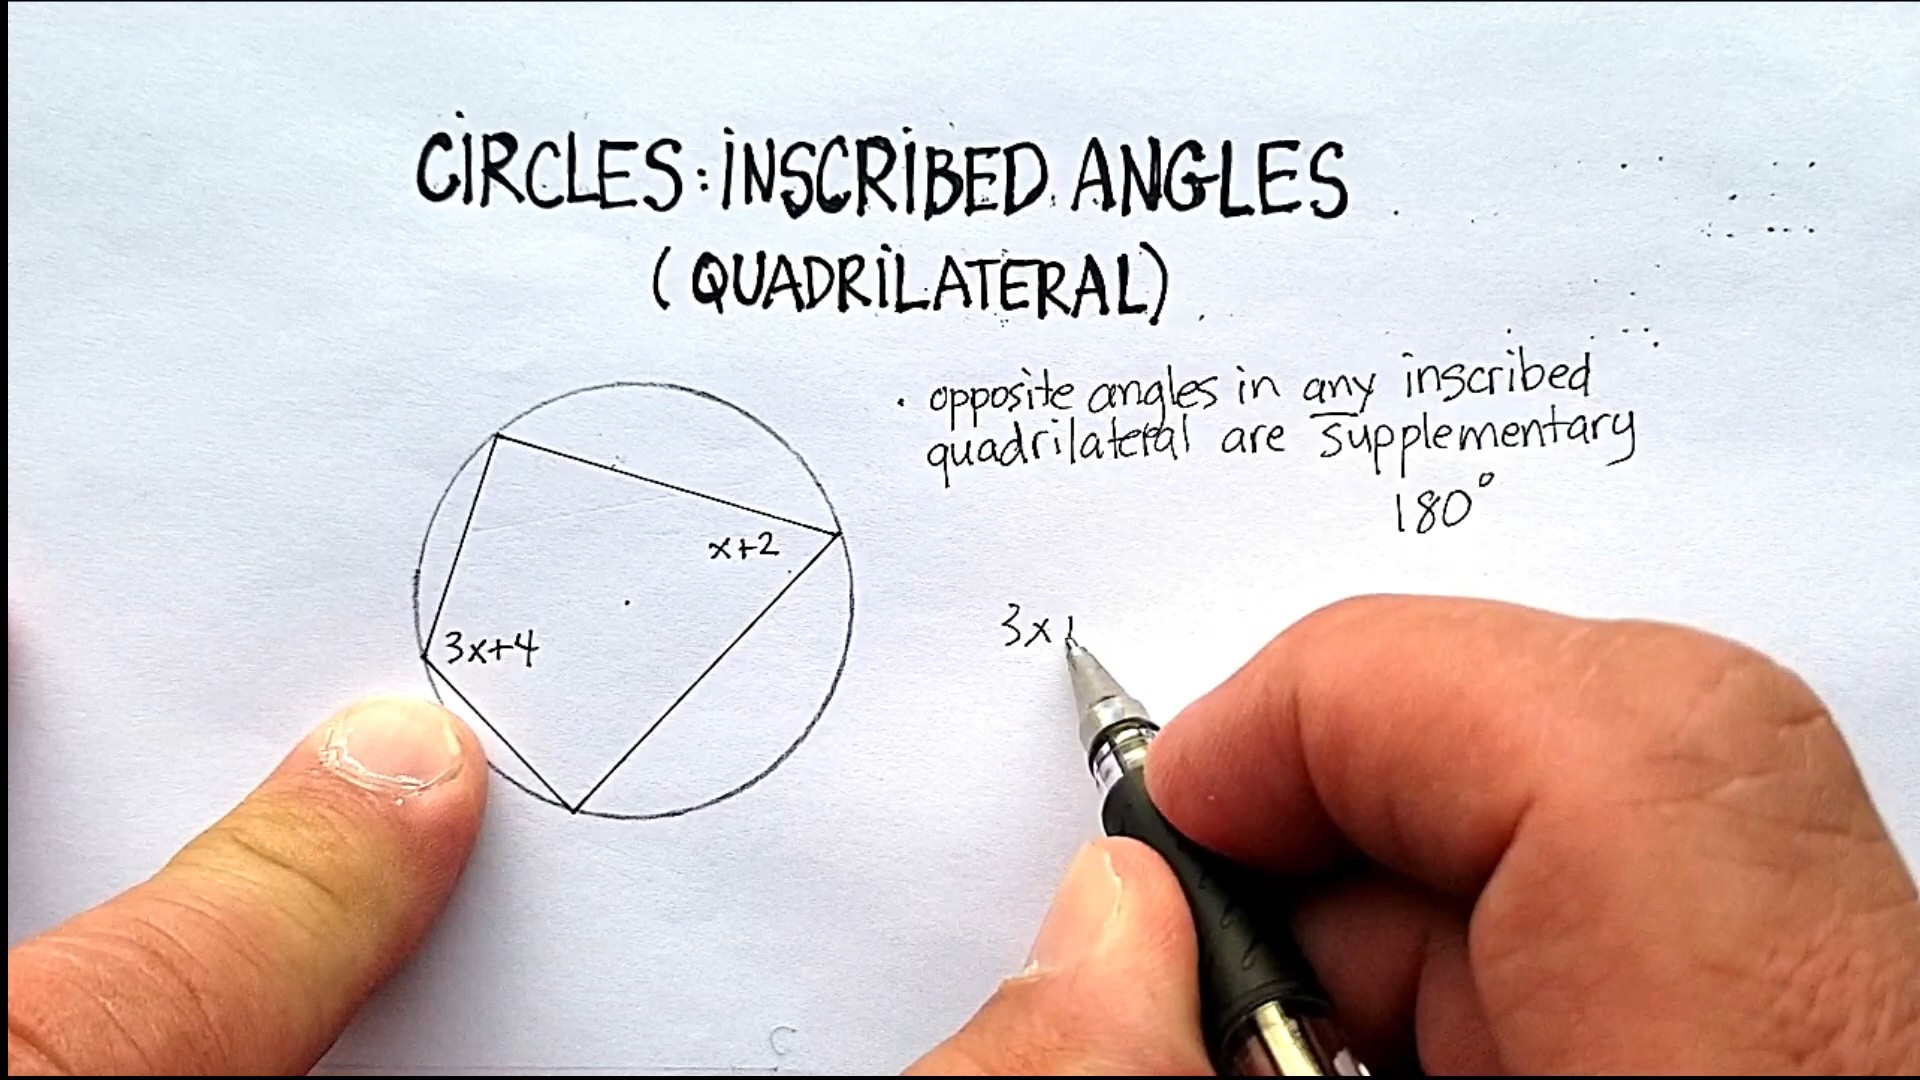 CIRCLES: INSCRIBED ANGLES
(QUADRILATERAL)
• opposite angles in any inscribed
quadrilateral are supplementary
180°
x+2
3x+4
3x